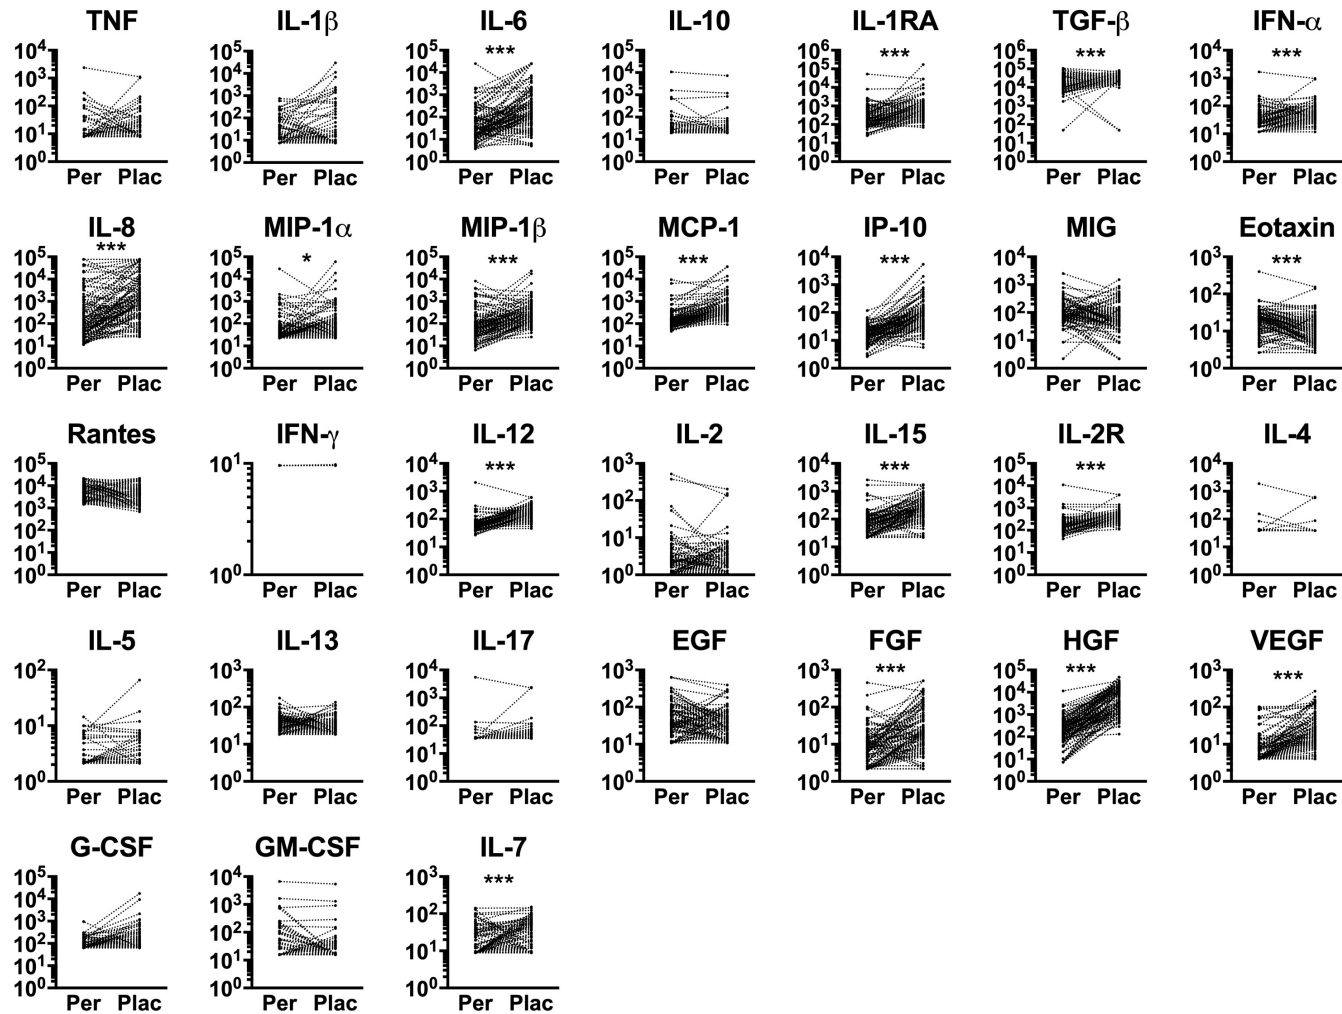 TNF IL-1β IL-6 IL-10 IL-1RA TGF-β IFN-α
*** *** *** ***
10⁴ 10⁵ 10⁵ 10⁵ 10⁶ 10⁶ 10⁴
10³ 10⁴ 10⁴ 10⁴ 10⁵ 10⁵ 10³
10² 10³ 10³ 10³ 10⁴ 10⁴ 10²
10¹ 10² 10² 10² 10³ 10³ 10¹
10⁰ 10¹ 10¹ 10¹ 10² 10² 10⁰
10⁰ 10⁰ 10⁰ 10¹ 10¹
10⁰ 10⁰
Per Plac Per Plac Per Plac Per Plac Per Plac Per Plac Per Plac
IL-8 MIP-1α MIP-1β MCP-1 IP-10 MIG Eotaxin
*** * *** *** *** ***
10⁵ 10⁵ 10⁵ 10⁵ 10⁴ 10⁴ 10³
10⁴ 10⁴ 10⁴ 10⁴ 10³ 10³ 10²
10³ 10³ 10³ 10³ 10² 10² 10¹
10² 10² 10² 10² 10¹ 10¹ 10⁰
10¹ 10¹ 10¹ 10¹ 10⁰ 10⁰
10⁰ 10⁰ 10⁰ 10⁰
Per Plac Per Plac Per Plac Per Plac Per Plac Per Plac Per Plac
Rantes IFN-γ IL-12 IL-2 IL-15 IL-2R IL-4
*** *** ***
10⁵ 10¹ 10⁴ 10³ 10⁴ 10⁵ 10⁴
10⁴ 10³ 10² 10³ 10⁴ 10³
10³ 10² 10¹ 10² 10³ 10²
10² 10¹ 10⁰ 10¹ 10² 10¹
10¹ 10⁰ 10⁰ 10¹ 10⁰
10⁰ 10⁰ 10⁰
Per Plac Per Plac Per Plac Per Plac Per Plac Per Plac Per Plac
IL-5 IL-13 IL-17 EGF FGF HGF VEGF
*** *** ***
10² 10³ 10⁴ 10³ 10³ 10⁵ 10³
10¹ 10² 10³ 10² 10² 10⁴ 10²
10⁰ 10¹ 10² 10¹ 10¹ 10³ 10¹
10⁰ 10¹ 10⁰ 10⁰ 10² 10⁰
10⁰ 10¹
10⁰
Per Plac Per Plac Per Plac Per Plac Per Plac Per Plac Per Plac
G-CSF GM-CSF IL-7
***
10⁵ 10⁴ 10³
10⁴ 10³ 10²
10³ 10² 10¹
10² 10¹ 10⁰
10¹ 10⁰
10⁰
Per Plac Per Plac Per Plac